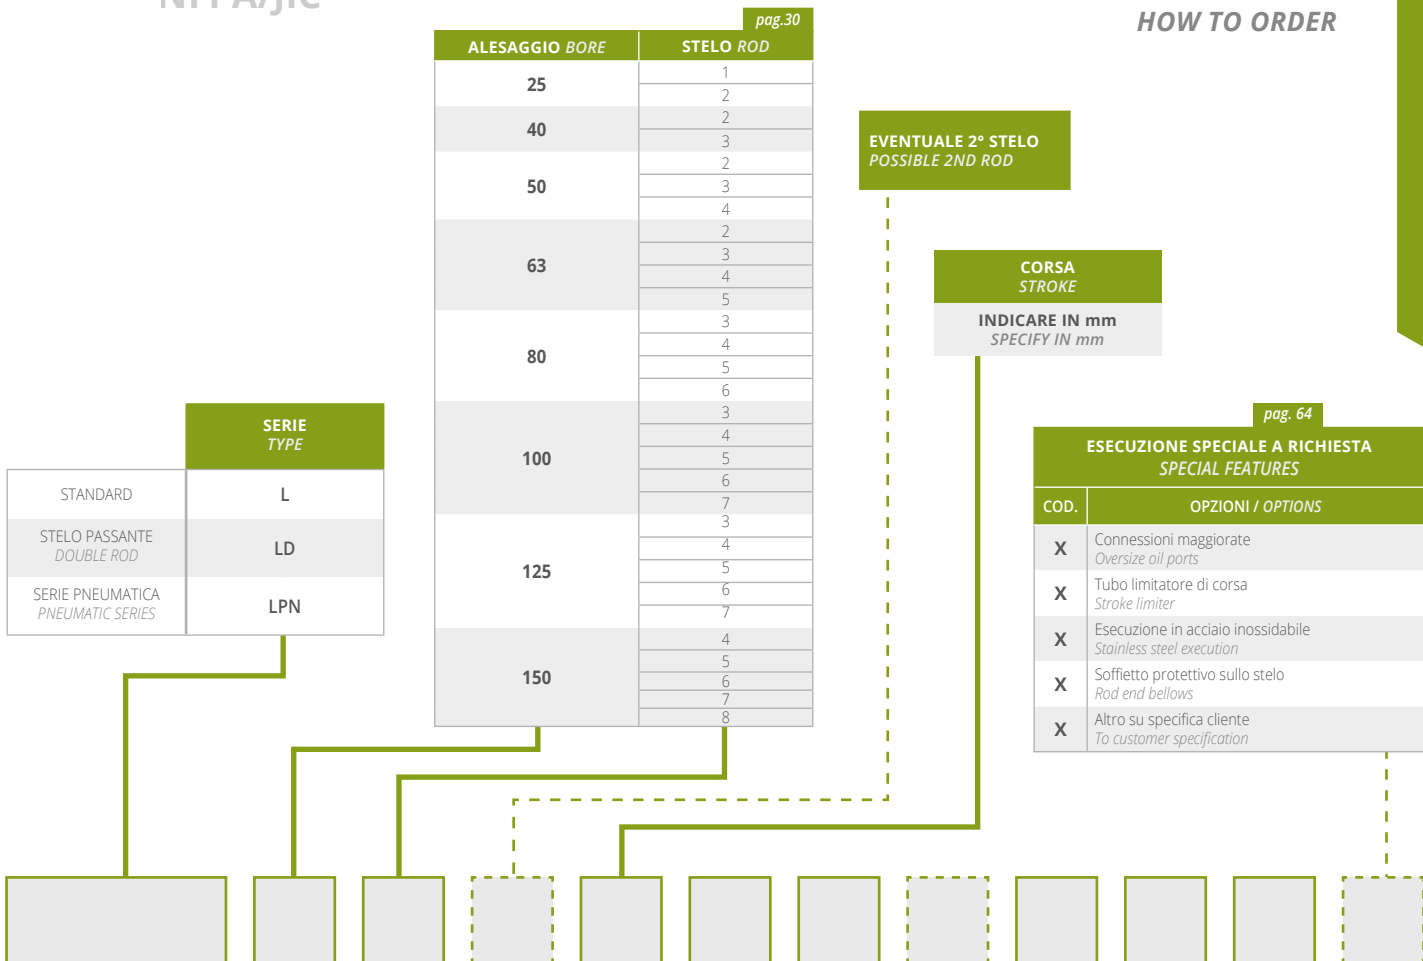 HOW TO ORDER
pag.30
ALESAGGIO BORE
STELO ROD
25
1
2
40
2
3
50
2
3
4
63
2
3
4
5
80
3
4
5
6
100
3
4
5
6
7
125
3
4
5
6
7
150
4
5
6
7
8
EVENTUALE 2° STELO
POSSIBLE 2ND ROD
CORSA
STROKE
INDICARE IN mm
SPECIFY IN mm
SERIE
TYPE
STANDARD
L
STELO PASSANTE
DOUBLE ROD
LD
SERIE PNEUMATICA
PNEUMATIC SERIES
LPN
pag. 64
ESECUZIONE SPECIALE A RICHIESTA
SPECIAL FEATURES
COD.
OPZIONI / OPTIONS
X
Connessioni maggiorate
Oversize oil ports
X
Tubo limitatore di corsa
Stroke limiter
X
Esecuzione in acciaio inossidabile
Stainless steel execution
X
Soffietto protettivo sullo stelo
Rod end bellows
X
Altro su specifica cliente
To customer specification